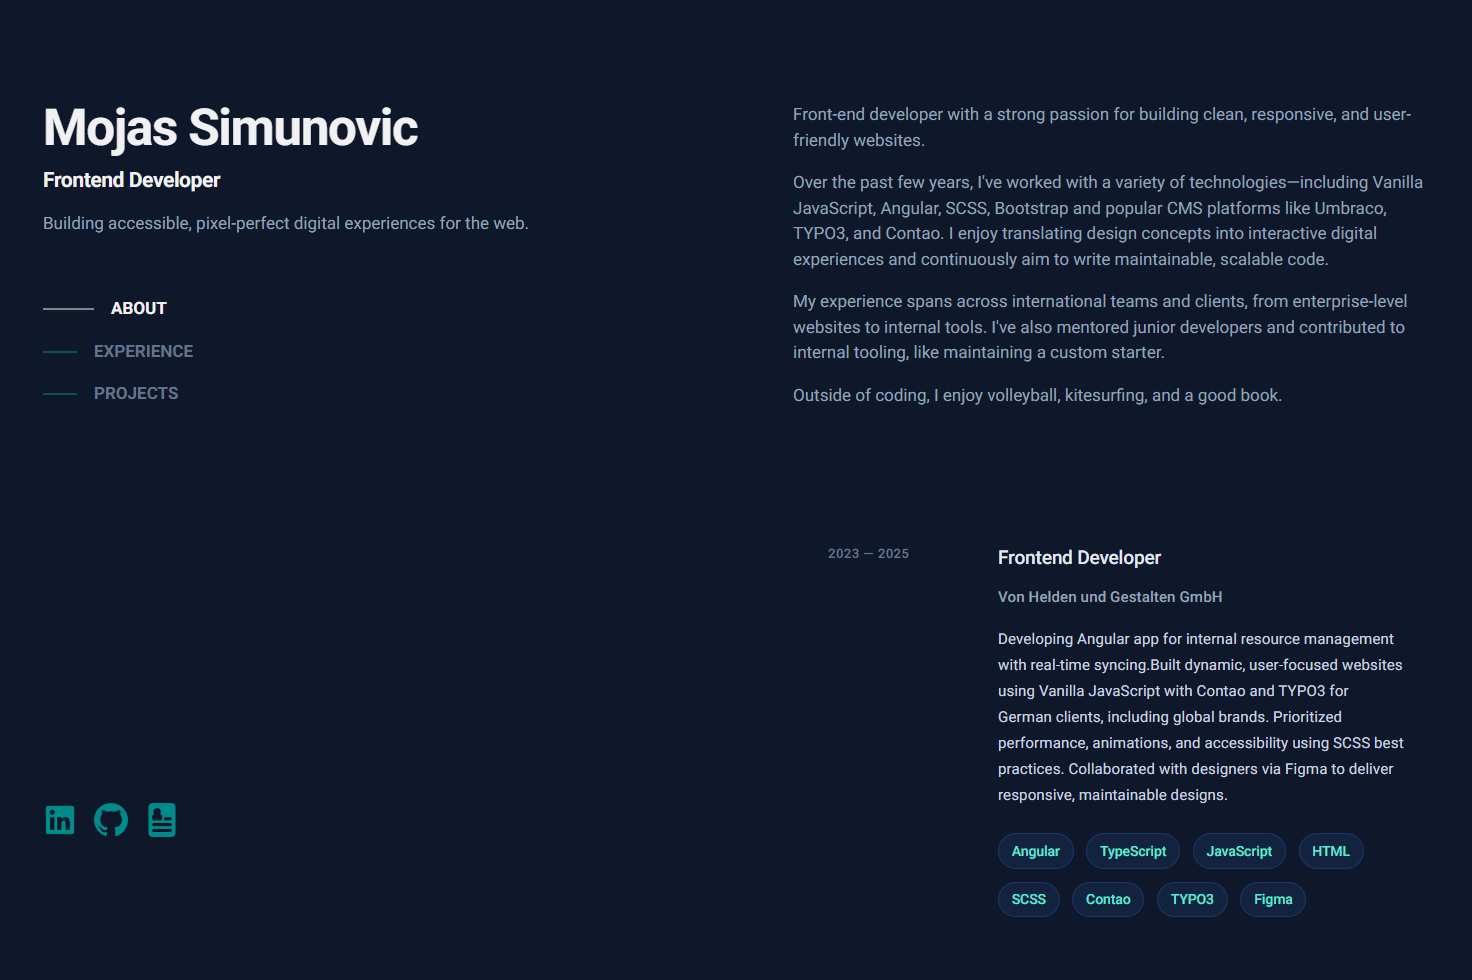 Mojas Simunovic
Frontend Developer
Building accessible, pixel-perfect digital experiences for the web.
ABOUT
EXPERIENCE
PROJECTS
in
Front-end developer with a strong passion for building clean, responsive, and user-
friendly websites.
Over the past few years, I've worked with a variety of technologies—including Vanilla
JavaScript, Angular, SCSS, Bootstrap and popular CMS platforms like Umbraco,
TYPO3, and Contao. I enjoy translating design concepts into interactive digital
experiences and continuously aim to write maintainable, scalable code.
My experience spans across international teams and clients, from enterprise-level
websites to internal tools. I've also mentored junior developers and contributed to
internal tooling, like maintaining a custom starter.
Outside of coding, I enjoy volleyball, kitesurfing, and a good book.
2023 — 2025
Frontend Developer
Von Helden und Gestalten GmbH
Developing Angular app for internal resource management
with real-time syncing.Built dynamic, user-focused websites
using Vanilla JavaScript with Contao and TYPO3 for
German clients, including global brands. Prioritized
performance, animations, and accessibility using SCSS best
practices. Collaborated with designers via Figma to deliver
responsive, maintainable designs.
Angular TypeScript JavaScript HTML
SCSS Contao TYPO3 Figma